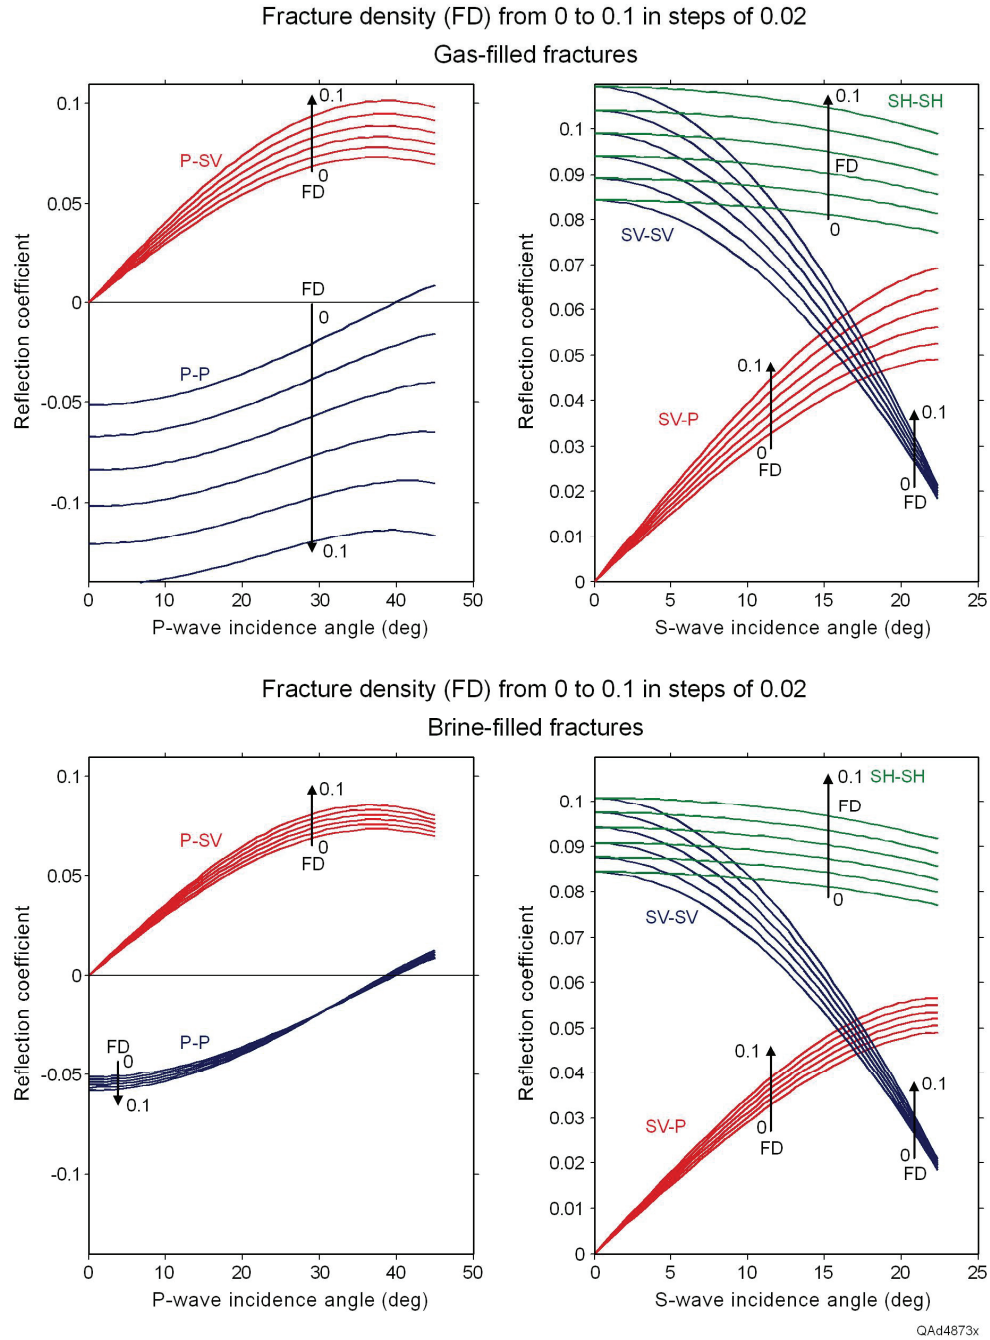 Fracture density (FD) from 0 to 0.1 in steps of 0.02
Gas-filled fractures
0.1
0.05
0
-0.05
-0.1
Reflection coefficient
P-SV
0.1
0
FD
FD
0
P-P
0.1
0 10 20 30 40 50
P-wave incidence angle (deg)
0.1
0.09
0.08
0.07
0.06
0.05
0.04
0.03
0.02
0.01
0
Reflection coefficient
0.1
SH-SH
FD
0
SV-SV
0.1
SV-P
0
FD
0.1
0
FD
0 5 10 15 20 25
S-wave incidence angle (deg)
Fracture density (FD) from 0 to 0.1 in steps of 0.02
Brine-filled fractures
0.1
0.05
0
-0.05
-0.1
Reflection coefficient
0.1
P-SV
0
FD
P-P
FD
0
0.1
0 10 20 30 40 50
P-wave incidence angle (deg)
0.1
0.09
0.08
0.07
0.06
0.05
0.04
0.03
0.02
0.01
0
Reflection coefficient
0.1 SH-SH
FD
0
SV-SV
0.1
SV-P
0
FD
0.1
0
FD
0 5 10 15 20 25
S-wave incidence angle (deg)
QAd4873x